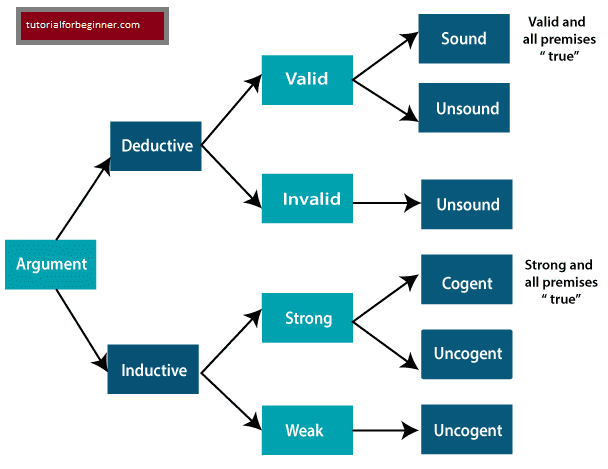 tutorialforbeginner.com
Sound
Valid and
all premises
“ true”
Valid
Unsound
Deductive
Invalid
Unsound
Argument
Strong and
all premises
“ true”
Cogent
Strong
Uncogent
Inductive
Weak
Uncogent